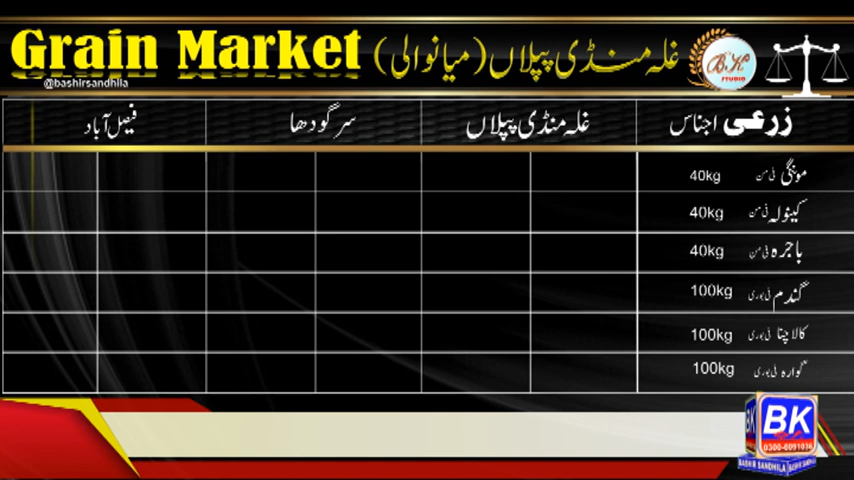 Grain Market غلہ منڈی پپلاں (میانوالی)
B.K STUDIO
@bashirsandhila
زرعی اجناس غلہ منڈی پپلاں سرگودھا فیصل آباد
مونگی فی من 40kg
کینولہ فی من 40kg
باجرہ فی من 40kg
گندم فی بوری 100kg
کالا چنا فی بوری 100kg
گوارہ فی بوری 100kg
BK BK
0300-6091036
BASHIR SANDHILA BASHIR SANDHILA